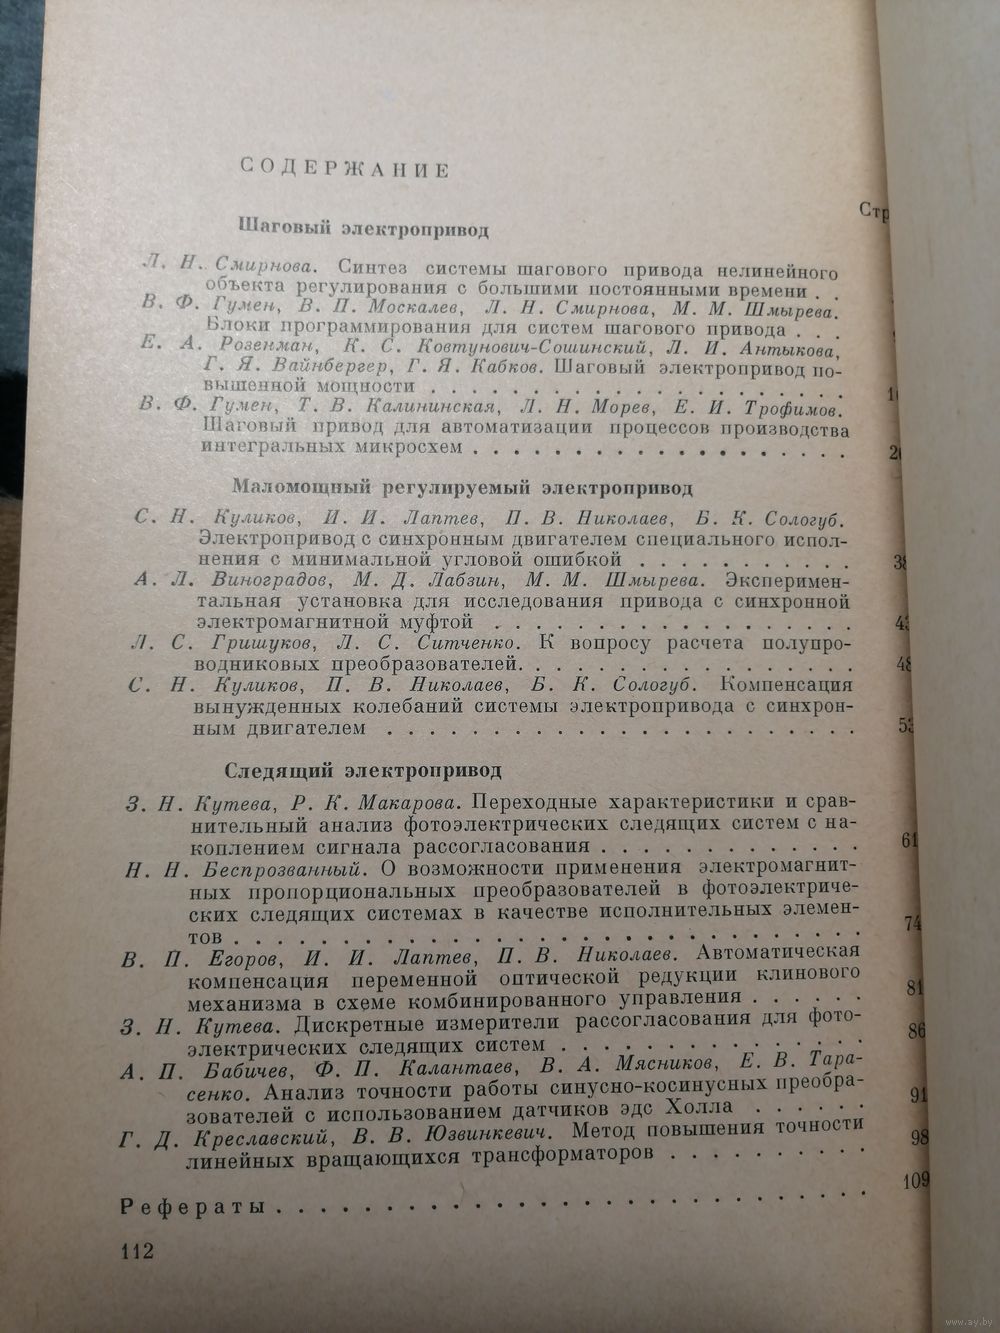 СОДЕРЖАНИЕ
Стр
Шаговый электропривод
Л. Н. Смирнова. Синтез системы шагового привода нелинейного
объекта регулирования с большими постоянными времени . .
В. Ф. Гумен, В. П. Москалев, Л. Н. Смирнова, М. М. Шмырева.
Блоки программирования для систем шагового привода . . .
Е. А. Розенман, К. С. Ковтунович-Сошинский, Л. И. Антыкова,
Г. Я. Вайнбергер, Г. Я. Кабков. Шаговый электропривод по-
вышенной мощности . . . . . . . . . . . . . . . . . .
В. Ф. Гумен, Т. В. Калининская, Л. Н. Морев, Е. И. Трофимов.
Шаговый привод для автоматизации процессов производства
интегральных микросхем . . . . . . . . . . . . . . . . . 2
Маломощный регулируемый электропривод
С. Н. Куликов, И. И. Лаптев, П. В. Николаев, Б. К. Сологуб.
Электропривод с синхронным двигателем специального испол-
нения с минимальной угловой ошибкой . . . . . . . . . . . 38
А. Л. Виноградов, М. Д. Лабзин, М. М. Шмырева. Эксперимен-
тальная установка для исследования привода с синхронной
электромагнитной муфтой . . . . . . . . . . . . . . . . 43
Л. С. Гришуков, Л. С. Ситченко. К вопросу расчета полупро-
водниковых преобразователей. . . . . . . . . . . . . . . 48
С. Н. Куликов, П. В. Николаев, Б. К. Сологуб. Компенсация
вынужденных колебаний системы электропривода с синхрон-
ным двигателем . . . . . . . . . . . . . . . . . . . . . 53
Следящий электропривод
З. Н. Кутева, Р. К. Макарова. Переходные характеристики и срав-
нительный анализ фотоэлектрических следящих систем с на-
коплением сигнала рассогласования . . . . . . . . . . . . 61
Н. Н. Беспрозванный. О возможности применения электромагнит-
ных пропорциональных преобразователей в фотоэлектриче-
ских следящих системах в качестве исполнительных элемен-
тов . . . . . . . . . . . . . . . . . . . . . . . . . . 74
В. П. Егоров, И. И. Лаптев, П. В. Николаев. Автоматическая
компенсация переменной оптической редукции клинового
механизма в схеме комбинированного управления . . . . . . 81
З. Н. Кутева. Дискретные измерители рассогласования для фото-
электрических следящих систем . . . . . . . . . . . . . 86
А. П. Бабичев, Ф. П. Калантаев, В. А. Мясников, Е. В. Тара-
сенко. Анализ точности работы синусно-косинусных преобра-
зователей с использованием датчиков эдс Холла . . . . . . 91
Г. Д. Креславский, В. В. Юзвинкевич. Метод повышения точности
линейных вращающихся трансформаторов . . . . . . . . . . 98
Рефераты . . . . . . . . . . . . . . . . . . . . . . . 109
112
www.ay.by